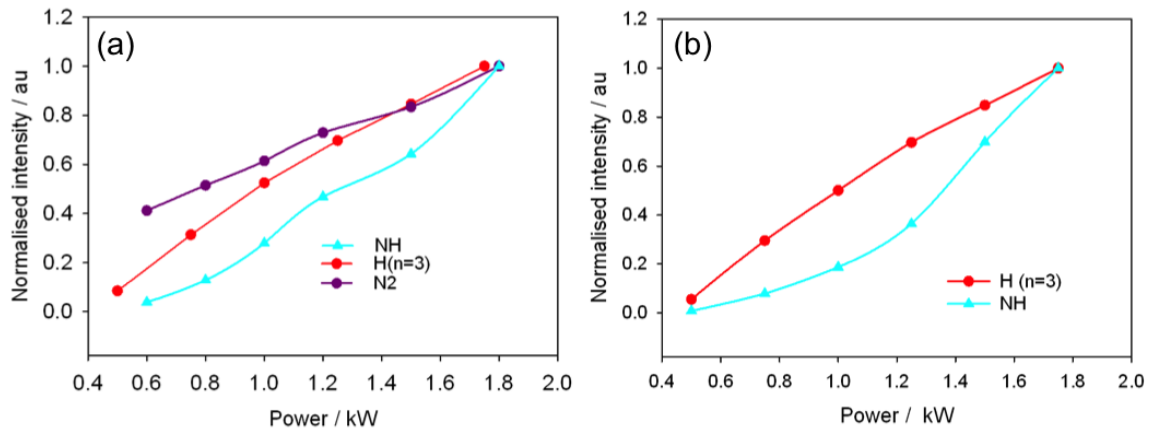 (a)
Normalised intensity / au
1.2
1.0
0.8
0.6
0.4
0.2
0.0
NH
H(n=3)
N2
0.4 0.6 0.8 1.0 1.2 1.4 1.6 1.8 2.0
Power / kW
(b)
Normalised intensity / au
1.2
1.0
0.8
0.6
0.4
0.2
0.0
H (n=3)
NH
0.4 0.6 0.8 1.0 1.2 1.4 1.6 1.8 2.0
Power / kW